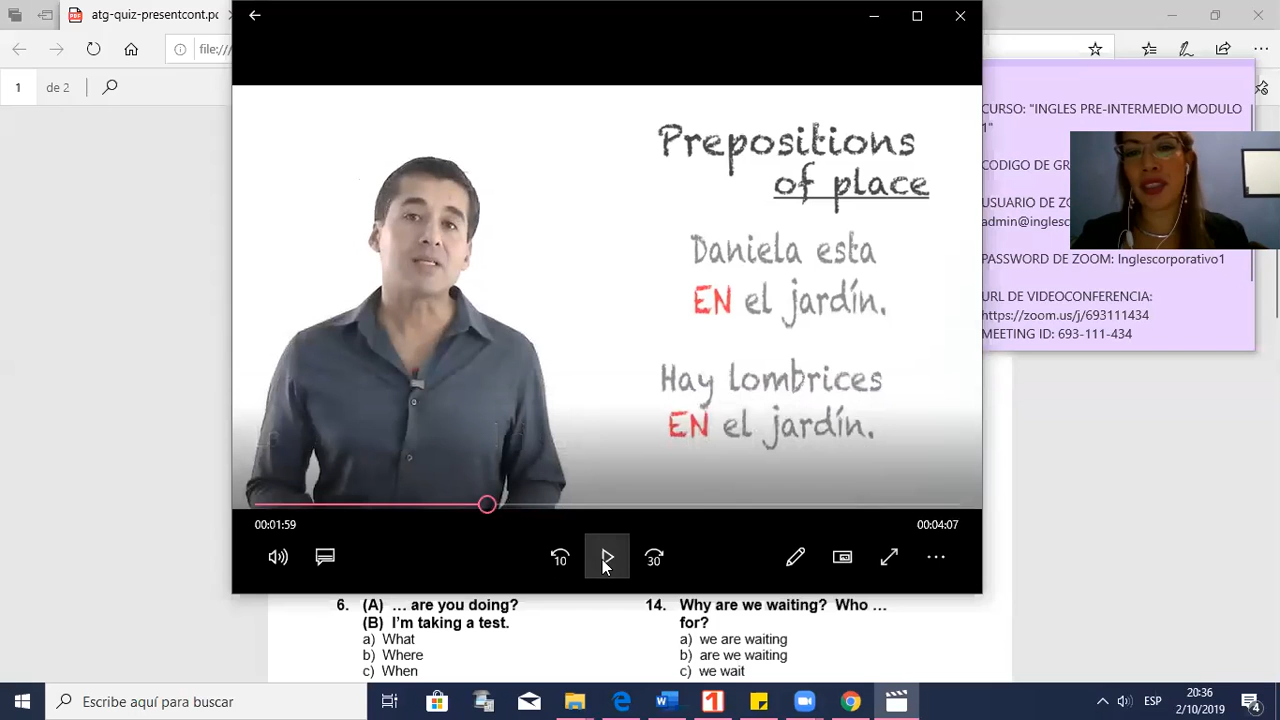 atg-quiz-presentcont.pc
file://
1
de 2
Prepositions
of place
Daniela esta
EN el jardín.
Hay lombrices
EN el jardín.
00:01:59
00:04:07
10
30
CURSO: "INGLES PRE-INTERMEDIO MODULO
1"
CODIGO DE GR
USUARIO DE ZO
admin@inglesc
PASSWORD DE ZOOM: Inglescorporativo1
URL DE VIDEOCONFERENCIA:
https://zoom.us/j/693111434
MEETING ID: 693-111-434
6. (A) … are you doing?
(B) I'm taking a test.
a) What
b) Where
c) When
14. Why are we waiting? Who …
for?
a) we are waiting
b) are we waiting
c) we wait
Escribe aquí para buscar
ESP
20:36
2/10/2019
4